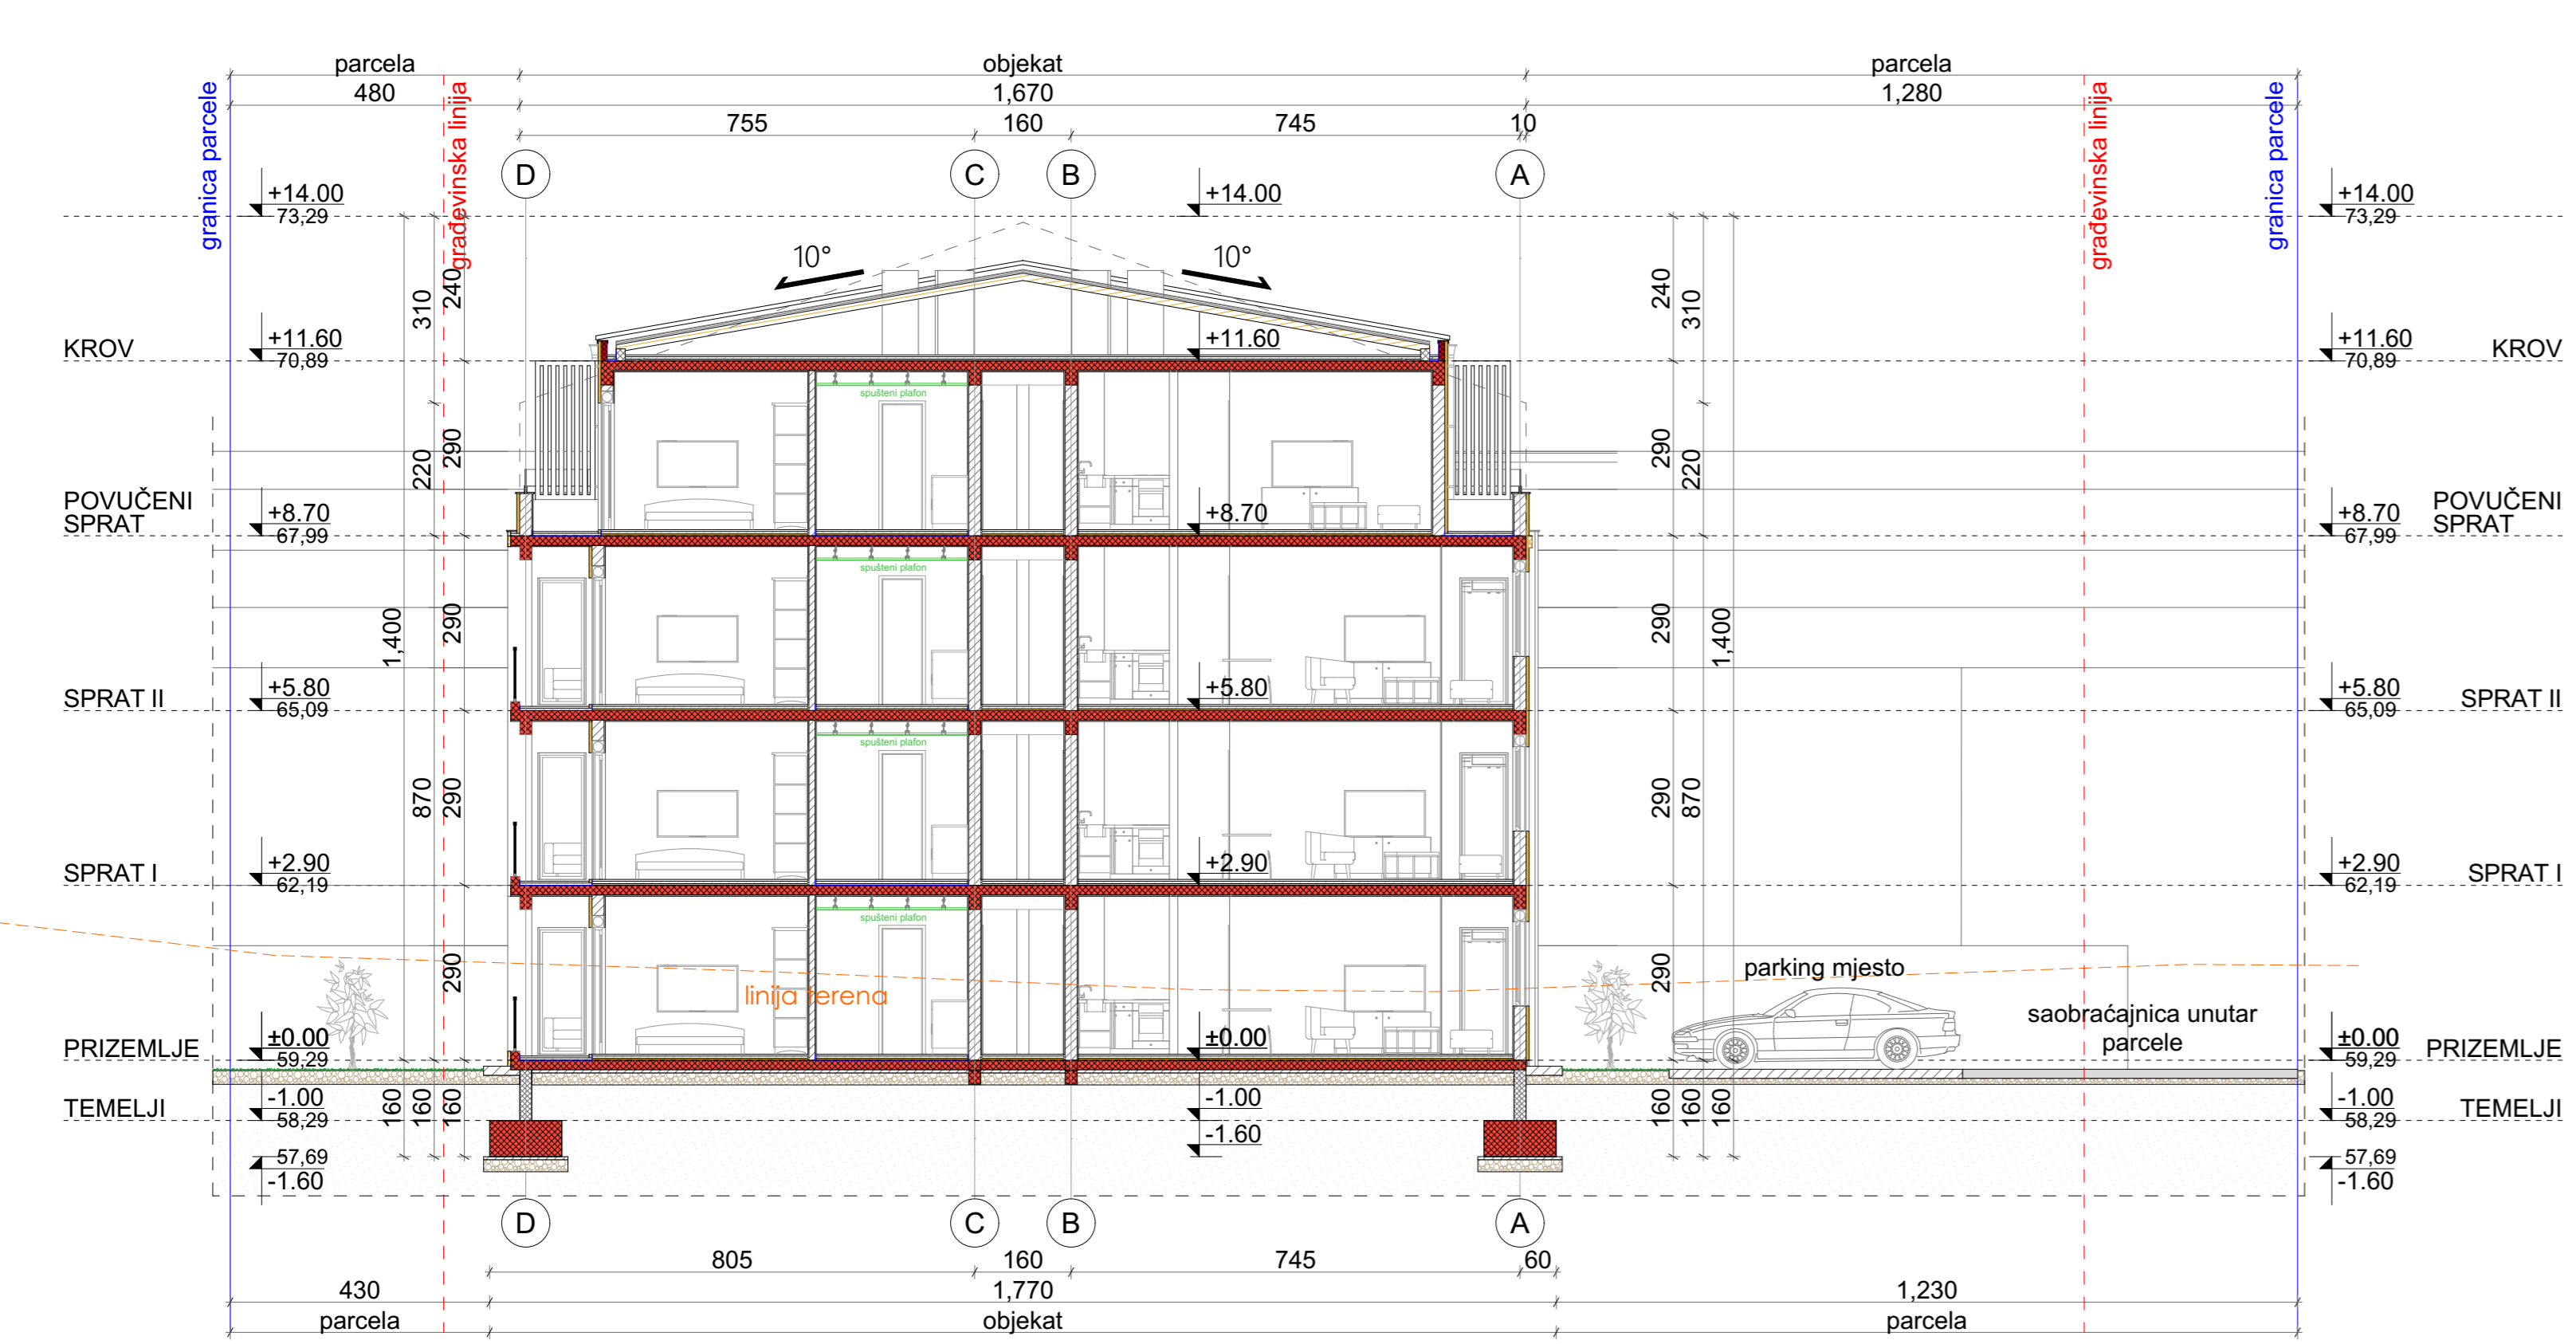 parcela objekat parcela
480 1,670 1,280
755 160 745 10
granica parcele
građevinska linija
građevinska linija
granica parcele
D C B A
+14.00 +14.00 +14.00
73,29 73,29
10° 10°
240 310 240 310
KROV +11.60 +11.60 +11.60 KROV
70,89 70,89
spušteni plafon
290 220 290 220
POVUČENI
SPRAT
+8.70 +8.70 +8.70
67,99 67,99
POVUČENI
SPRAT
spušteni plafon
1,400 290 290 1,400
SPRAT II +5.80 +5.80 +5.80 SPRAT II
65,09 65,09
spušteni plafon
870 290 290 870
SPRAT I +2.90 +2.90 +2.90 SPRAT I
62,19 62,19
spušteni plafon
290 290
linija terena
parking mjesto
saobraćajnica unutar
parcele
PRIZEMLJE ±0.00 ±0.00 ±0.00 PRIZEMLJE
59,29 59,29
TEMELJI -1.00 -1.00 -1.00 TEMELJI
58,29 58,29
160 160 160 160 160 160
-1.60
57,69 57,69
-1.60 -1.60
D C B A
805 160 745 60
430 1,770 1,230
parcela objekat parcela